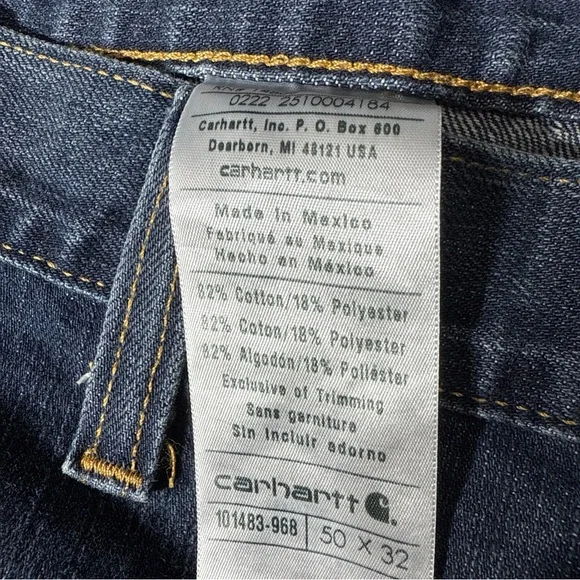 0222 2510004184
Carhartt, Inc. P. O. Box 600
Dearborn, MI 48121 USA
carhartt.com
Made in Mexico
Fabriqué au Mexique
Hecho en México
82% Cotton/18% Polyester
82% Coton/18% Polyester
82% Algodón/18% Poliéster
Exclusive of Trimming
Sans garniture
Sin incluir adorno
carhartt
101483-968 50 X 32